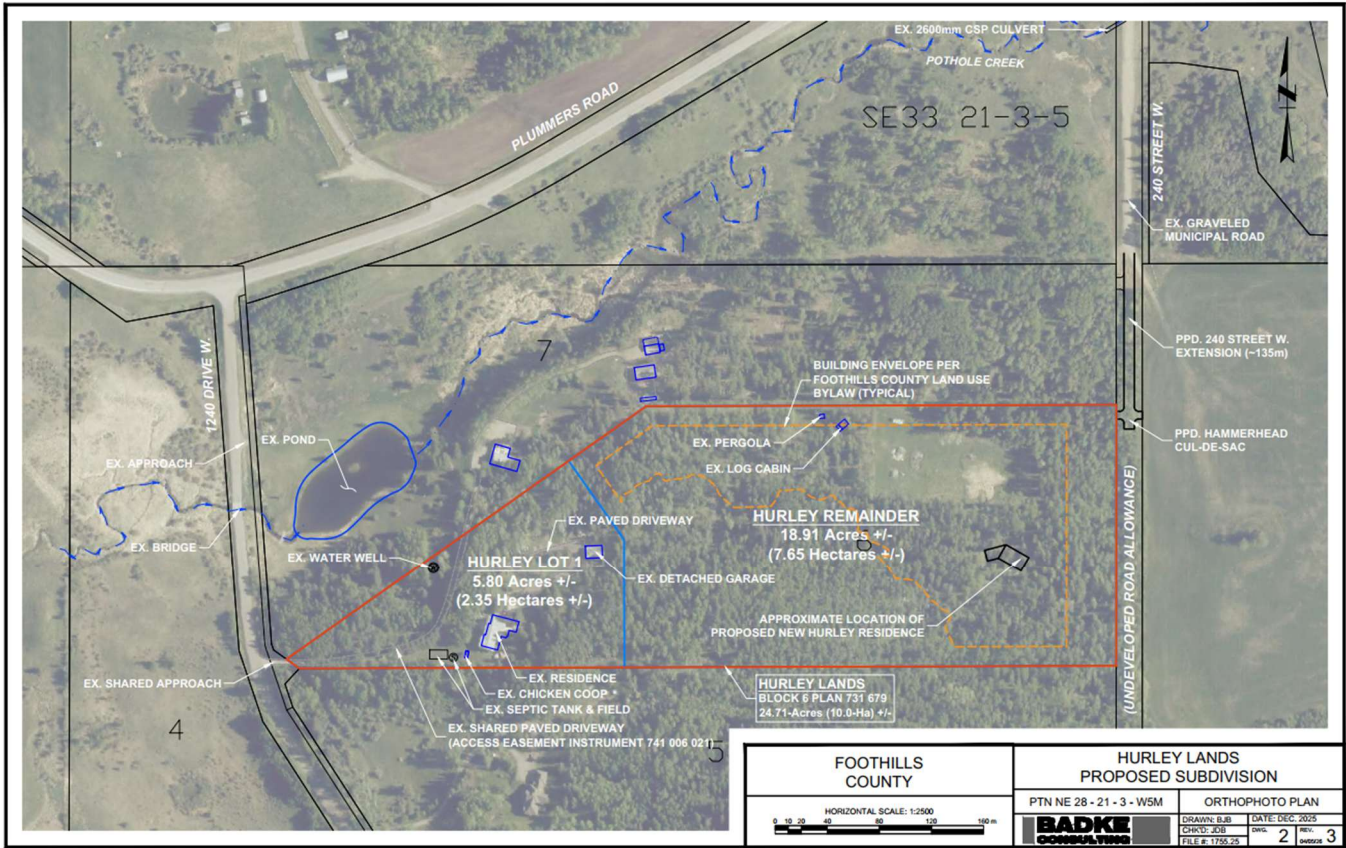 EX. 2600mm CSP CULVERT
POTHOLE CREEK
SE33 21-3-5
PLUMMERS ROAD
240 STREET W.
N
EX. GRAVELED
MUNICIPAL ROAD
1240 DRIVE W.
7
PPD. 240 STREET W.
EXTENSION (~135m)
BUILDING ENVELOPE PER
FOOTHILLS COUNTY LAND USE
BYLAW (TYPICAL)
EX. POND
EX. APPROACH
EX. PERGOLA
EX. LOG CABIN
PPD. HAMMERHEAD
CUL-DE-SAC
EX. BRIDGE
EX. PAVED DRIVEWAY
HURLEY REMAINDER
18.91 Acres +/-
(7.65 Hectares +/-)
EX. WATER WELL
HURLEY LOT 1
5.80 Acres +/-
(2.35 Hectares +/-)
EX. DETACHED GARAGE
APPROXIMATE LOCATION OF
PROPOSED NEW HURLEY RESIDENCE
(UNDEVELOPED ROAD ALLOWANCE)
EX. SHARED APPROACH
EX. RESIDENCE
EX. CHICKEN COOP *
EX. SEPTIC TANK & FIELD
EX. SHARED PAVED DRIVEWAY
(ACCESS EASEMENT INSTRUMENT 741 006 021)
HURLEY LANDS
BLOCK 6 PLAN 731 679
24.71-Acres (10.0-Ha) +/-
4
5
FOOTHILLS
COUNTY
HORIZONTAL SCALE: 1:2500
0 10 20 40 80 120 160 m
HURLEY LANDS
PROPOSED SUBDIVISION
PTN NE 28 - 21 - 3 - W5M
ORTHOPHOTO PLAN
BADKE
CONSULTING
DRAWN: BJB
DATE: DEC. 2025
CHK'D: JDB
FILE #: 1755.25
DWG. 2
REV. 3